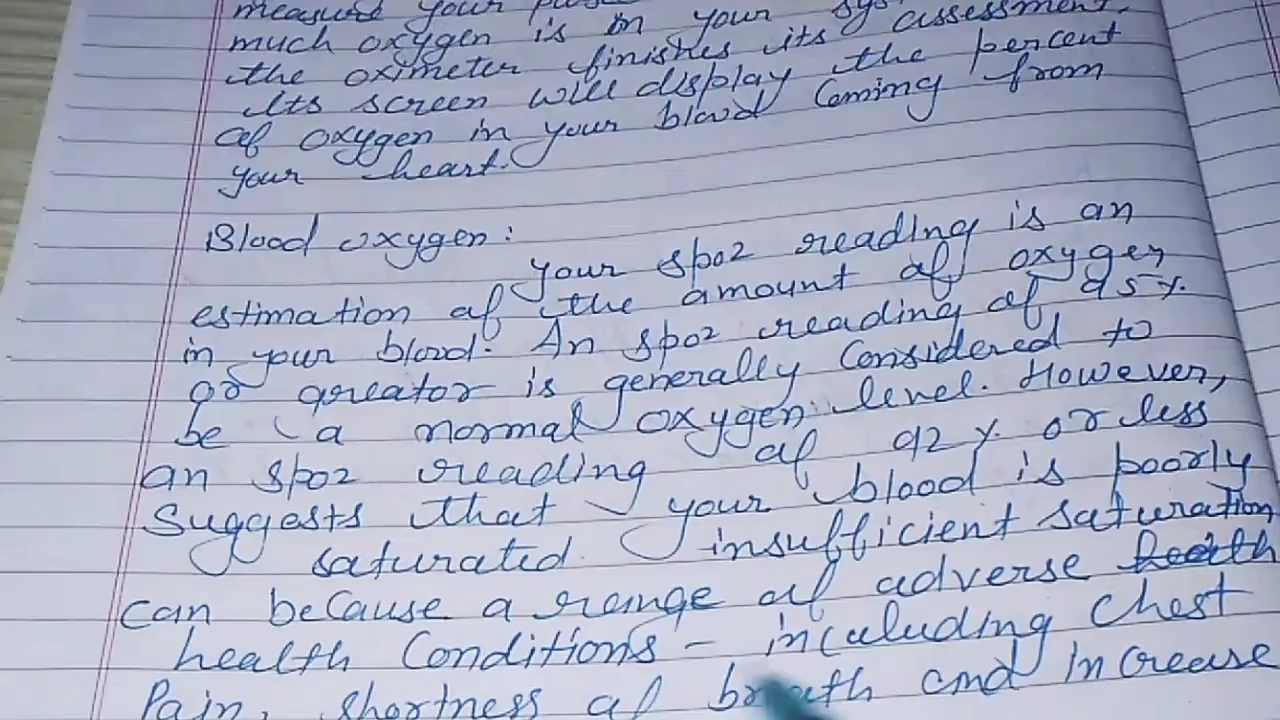 measure your
much oxygen is in your
the oximeter finishes its assessment.
its screen will display the percent
of oxygen in your blood coming from
your heart.
Blood oxygen:
your spo2 reading is an
estimation of the amount of oxygen
in your blood. An spo2 reading of 95%
or greator is generally Considered to
be a normal oxygen level. However,
an spo2 reading of 92% or less
Suggests that your blood is poorly
saturated. insufficient saturation
can because a range of adverse
health Conditions - incaluding Chest
Pain, shortness of breath and increase